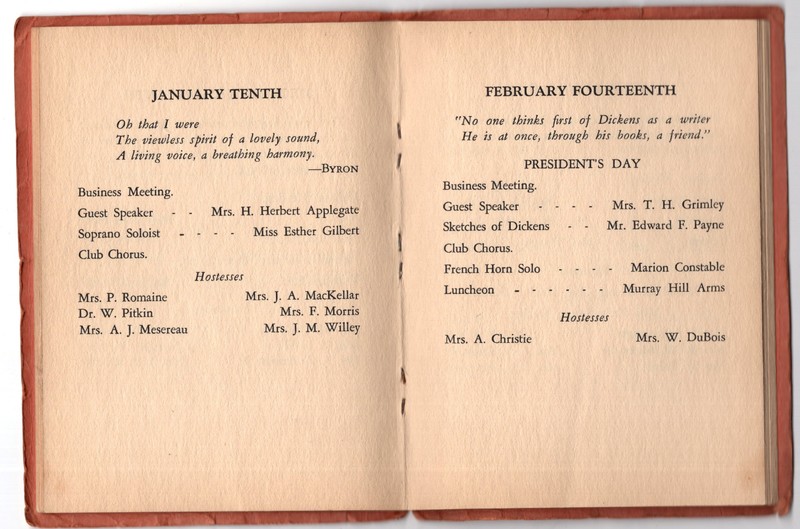 JANUARY TENTH
Oh that I were
The viewless spirit of a lovely sound,
A living voice, a breathing harmony.
—BYRON
Business Meeting.
Guest Speaker - - Mrs. H. Herbert Applegate
Soprano Soloist - - - - Miss Esther Gilbert
Club Chorus.
Hostesses
Mrs. P. Romaine Mrs. J. A. MacKellar
Dr. W. Pitkin Mrs. F. Morris
Mrs. A. J. Mesereau Mrs. J. M. Willey
FEBRUARY FOURTEENTH
"No one thinks first of Dickens as a writer
He is at once, through his books, a friend."
PRESIDENT'S DAY
Business Meeting.
Guest Speaker - - - - Mrs. T. H. Grimley
Sketches of Dickens - - Mr. Edward F. Payne
Club Chorus.
French Horn Solo - - - - Marion Constable
Luncheon - - - - - - Murray Hill Arms
Hostesses
Mrs. A. Christie Mrs. W. DuBois